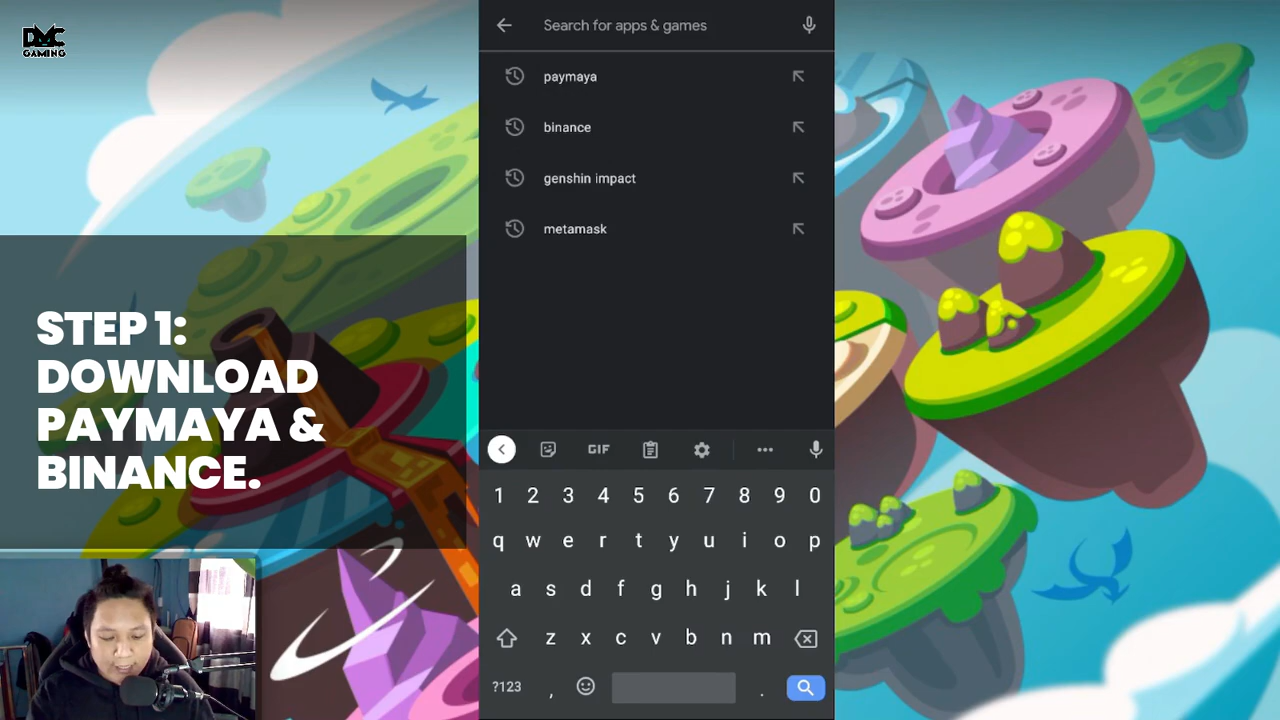 DMC
GAMING
STEP 1:
DOWNLOAD
PAYMAYA &
BINANCE.
Search for apps & games
paymaya
binance
genshin impact
metamask
GIF
1 2 3 4 5 6 7 8 9 0
q w e r t y u i o p
a s d f g h j k l
z x c v b n m
?123 , .